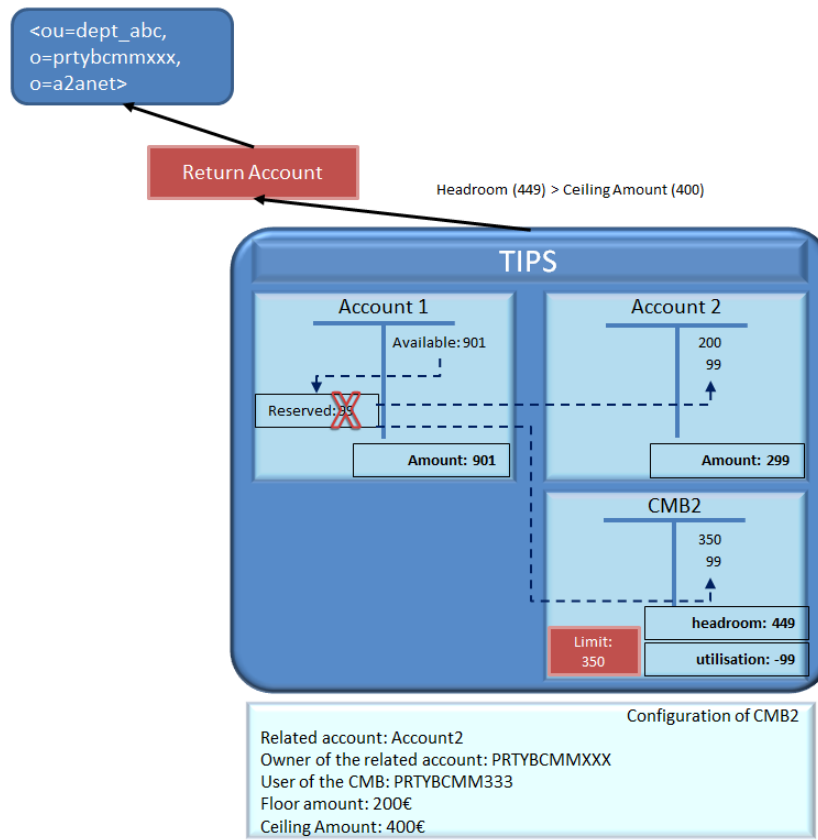 <ou=dept_abc,
o=prtybcmmxxx,
o=a2anet>
Return Account
Headroom (449) > Ceiling Amount (400)
TIPS
Account 1
Available: 901
Reserved: 99
Amount: 901
Account 2
200
99
Amount: 299
CMB2
350
99
headroom: 449
Limit:
350
utilisation: -99
Configuration of CMB2
Related account: Account2
Owner of the related account: PRTYBCMMXXX
User of the CMB: PRTYBCMM333
Floor amount: 200€
Ceiling Amount: 400€